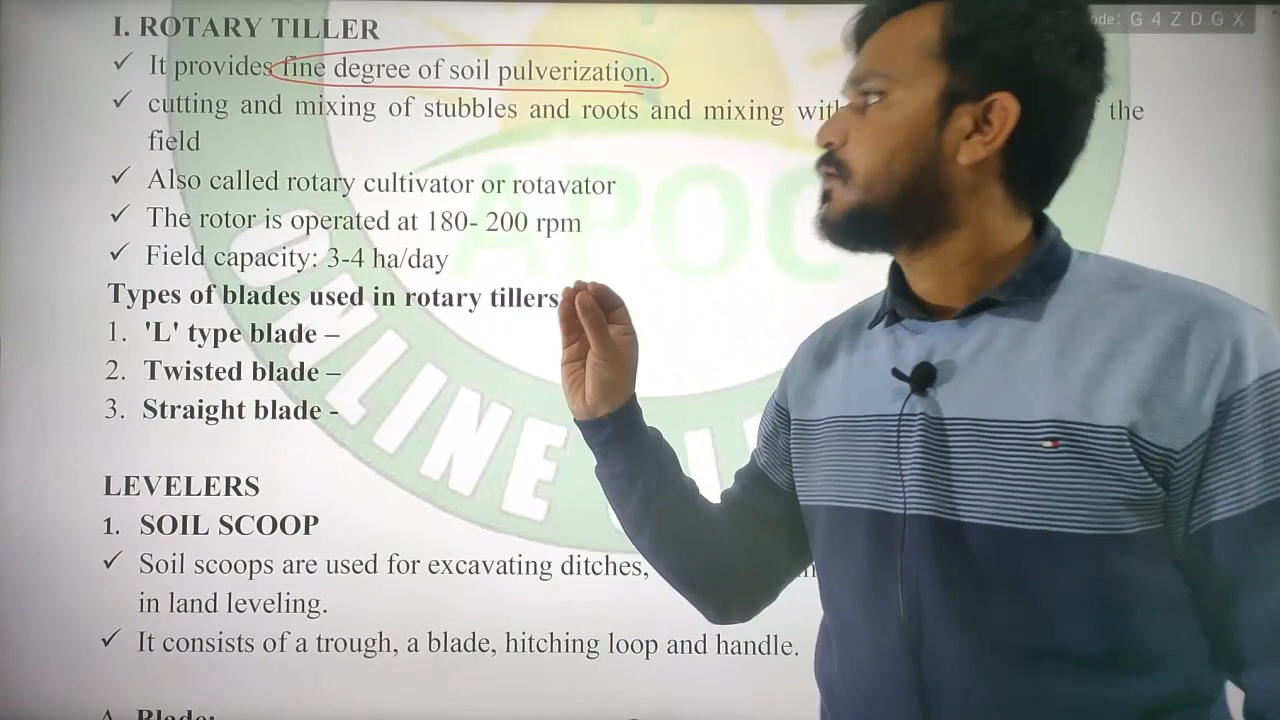 ode: G 4 Z D G X
I. ROTARY TILLER
✓ It provides fine degree of soil pulverization.
✓ cutting and mixing of stubbles and roots and mixing with the
field
✓ Also called rotary cultivator or rotavator
✓ The rotor is operated at 180- 200 rpm
✓ Field capacity: 3-4 ha/day
Types of blades used in rotary tillers
1. 'L' type blade –
2. Twisted blade –
3. Straight blade -
LEVELERS
1. SOIL SCOOP
✓ Soil scoops are used for excavating ditches,
in land leveling.
✓ It consists of a trough, a blade, hitching loop and handle.
A. Blade:
APOC
ONLINE